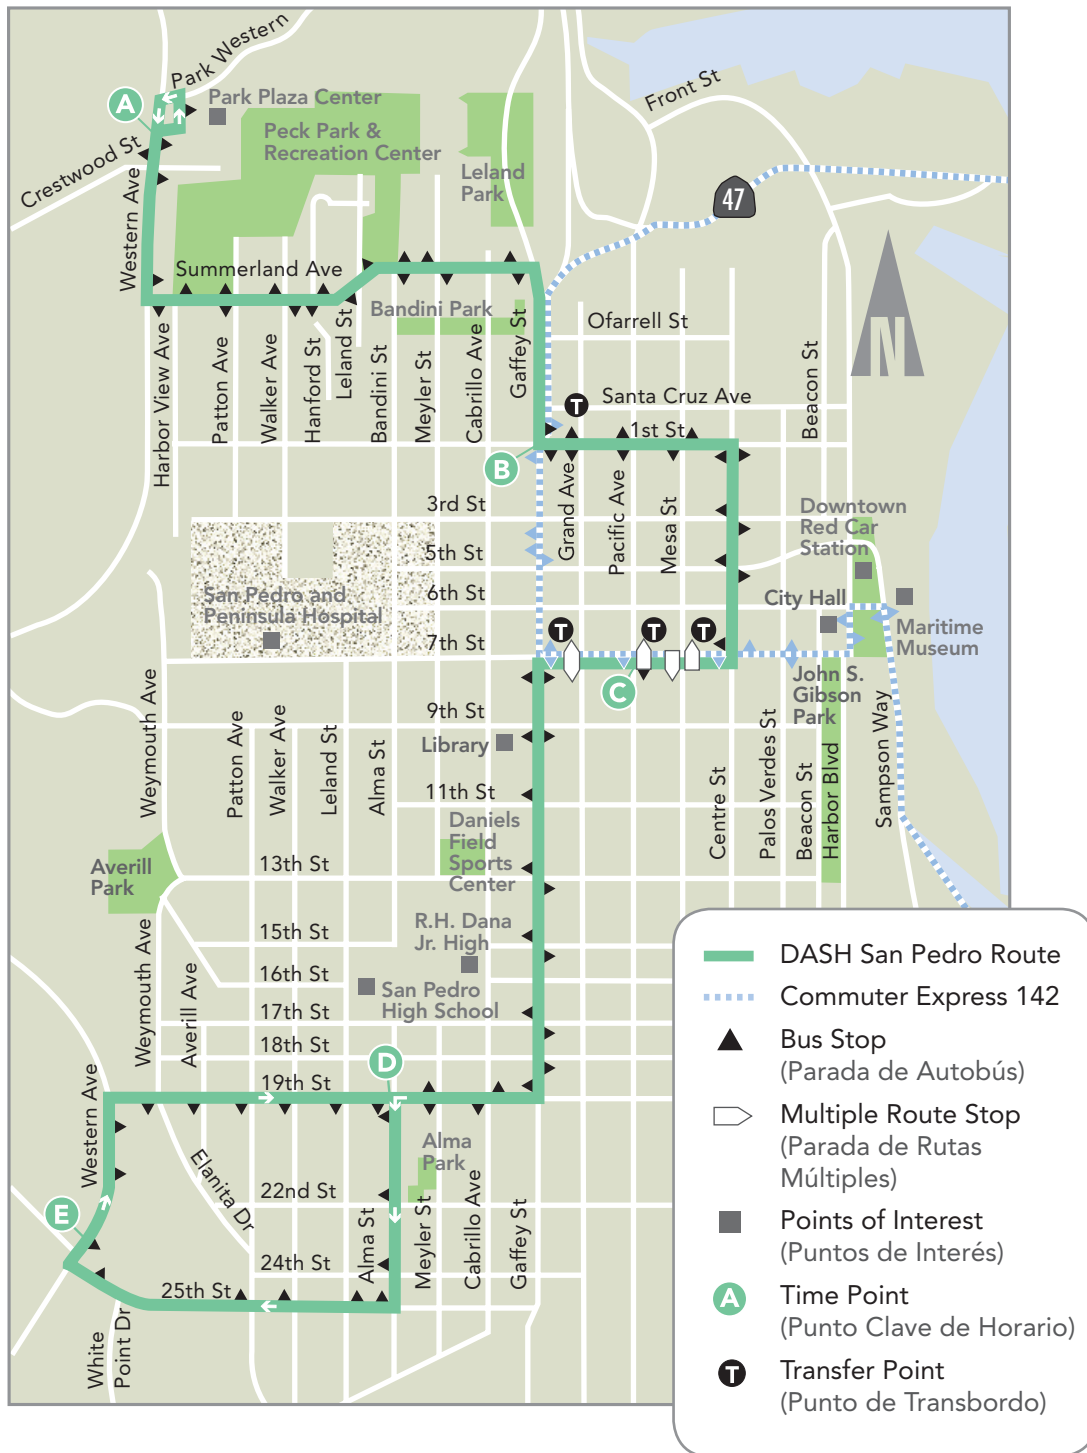 Park Western
A
Park Plaza Center
Peck Park &
Recreation Center
Leland
Park
Front St
Crestwood St
47
Western Ave
Summerland Ave
N
Bandini Park
Ofarrell St
Harbor View Ave
Patton Ave
Walker Ave
Hanford St
Leland St
Bandini St
Meyler St
Cabrillo Ave
Gaffey St
Beacon St
T
Santa Cruz Ave
1st St
B
Grand Ave
Pacific Ave
Mesa St
3rd St
Downtown
Red Car
Station
5th St
6th St
San Pedro and
Peninsula Hospital
City Hall
Maritime
Museum
7th St
T
T
T
C
John S.
Gibson
Park
Weymouth Ave
Patton Ave
Walker Ave
Leland St
Alma St
9th St
Library
11th St
Centre St
Palos Verdes St
Beacon St
Harbor Blvd
Sampson Way
Daniels
Field
Sports
Center
Averill
Park
13th St
R.H. Dana
Jr. High
15th St
16th St
San Pedro
High School
Weymouth Ave
Averill Ave
17th St
18th St
D
19th St
Western Ave
Alma
Park
Elanita Dr
22nd St
E
Alma St
Meyler St
Cabrillo Ave
Gaffey St
24th St
25th St
White
Point Dr
DASH San Pedro Route
Commuter Express 142
Bus Stop
(Parada de Autobús)
Multiple Route Stop
(Parada de Rutas
Múltiples)
Points of Interest
(Puntos de Interés)
A
Time Point
(Punto Clave de Horario)
T
Transfer Point
(Punto de Transbordo)